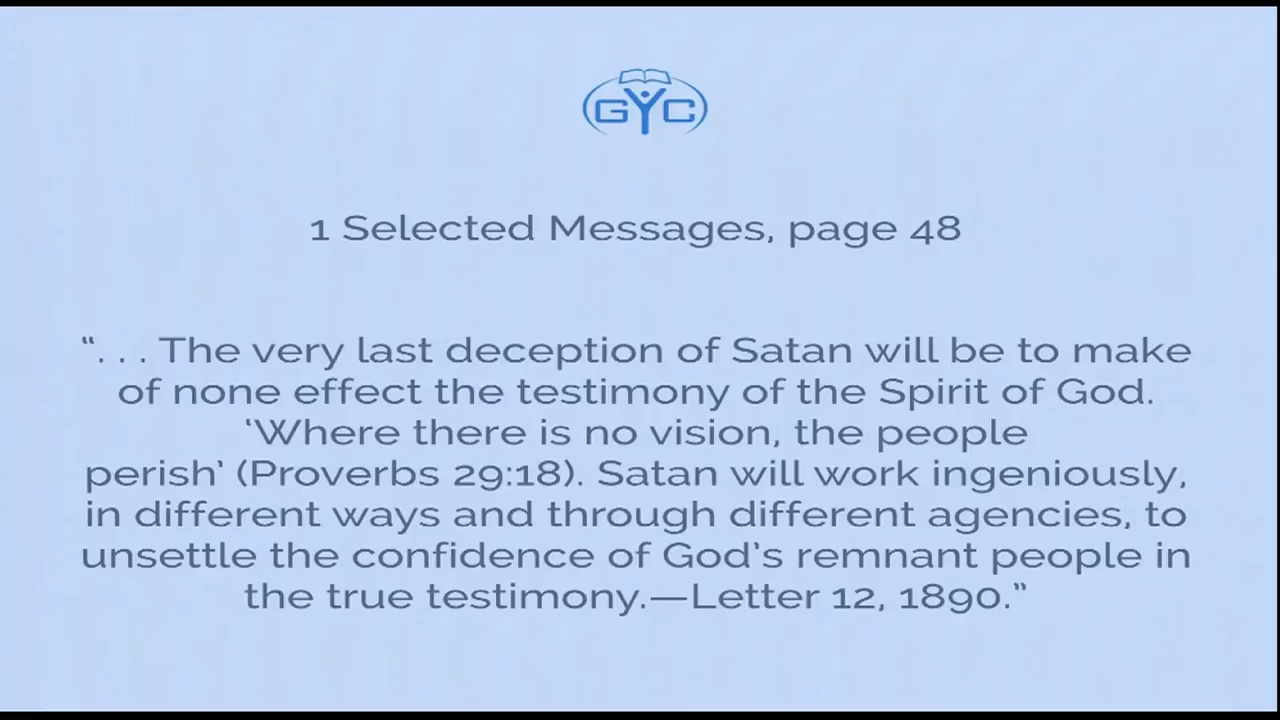 GYC
1 Selected Messages, page 48
“. . . The very last deception of Satan will be to make
of none effect the testimony of the Spirit of God.
‘Where there is no vision, the people
perish’ (Proverbs 29:18). Satan will work ingeniously,
in different ways and through different agencies, to
unsettle the confidence of God’s remnant people in
the true testimony.—Letter 12, 1890.”